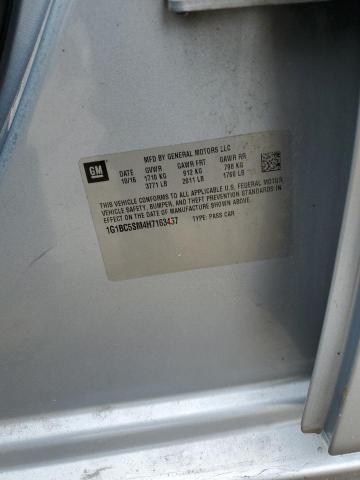 MFD BY GENERAL MOTORS LLC
GM
DATE GVWR GAWR FRT GAWR RR
10/16 1710 KG 912 KG 798 KG
3771 LB 2011 LB 1760 LB
THIS VEHICLE CONFORMS TO ALL APPLICABLE U.S. FEDERAL MOTOR
VEHICLE SAFETY, BUMPER, AND THEFT PREVENTION STANDARDS IN
EFFECT ON THE DATE OF MANUFACTURE SHOWN ABOVE.
1G1BC5SM4H7163437 TYPE: PASS CAR